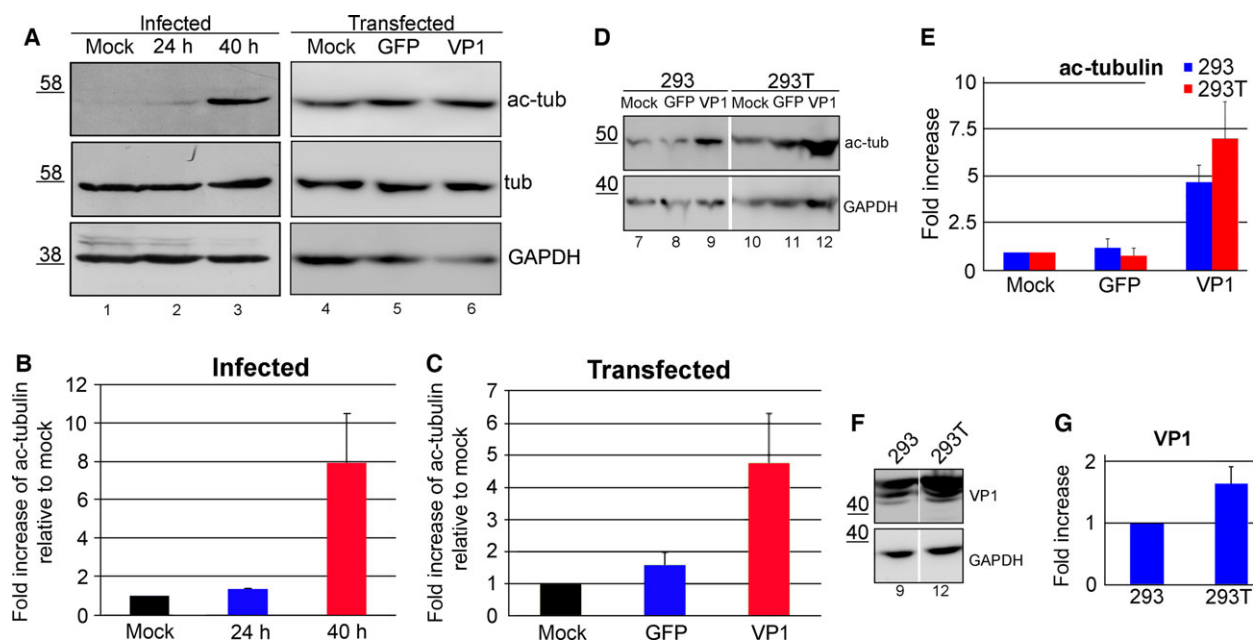 A
Infected
Transfected
Mock 24 h 40 h
Mock GFP VP1
58
ac-tub
58
tub
38
GAPDH
1 2 3 4 5 6
D
293 293T
Mock GFP VP1 Mock GFP VP1
50
ac-tub
40
GAPDH
7 8 9 10 11 12
E
ac-tubulin
293
293T
Fold increase
10
7.5
5
2.5
0
Mock GFP VP1
B
Infected
Fold increase of ac-tubulin
relative to mock
12
10
8
6
4
2
0
Mock 24 h 40 h
C
Transfected
Fold increase of ac-tubulin
relative to mock
7
6
5
4
3
2
1
0
Mock GFP VP1
F
293 293T
40
VP1
40
GAPDH
9 12
G
VP1
Fold increase
2
1
0
293 293T